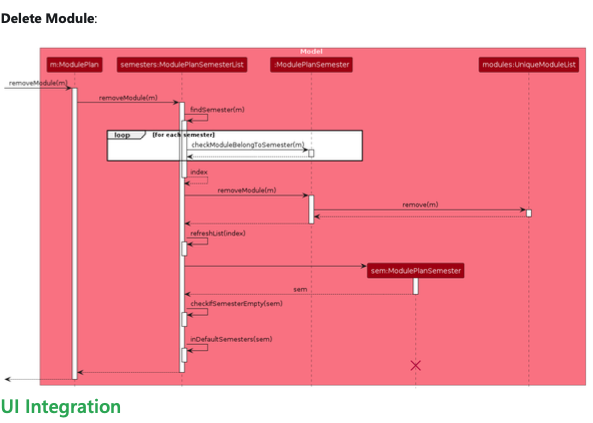 Delete Module:
Model
m:ModulePlan
semesters:ModulePlanSemesterList
:ModulePlanSemester
modules:UniqueModuleList
removeModule(m)
removeModule(m)
findSemester(m)
loop
[for each semester]
checkModuleBelongToSemester(m)
index
removeModule(m)
remove(m)
refreshList(index)
sem:ModulePlanSemester
sem
checkIfSemesterEmpty(sem)
inDefaultSemesters(sem)
UI Integration